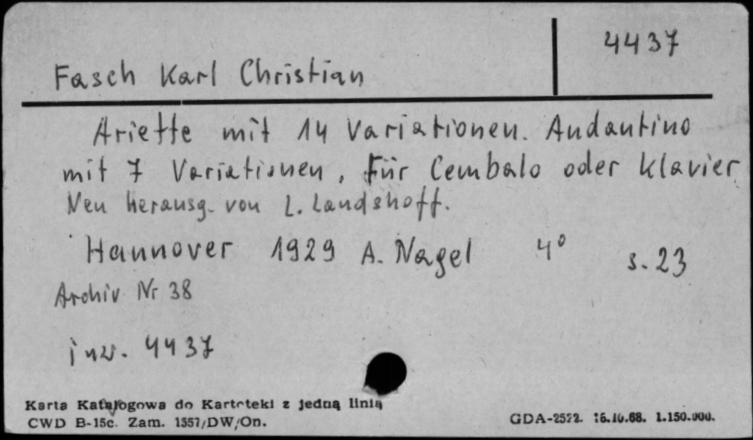 4437
Fasch Karl Christian
Ariette mit 14 Variationen. Andantino
mit 7 Variationen, Für Cembalo oder Klavier
Neu herausg. von L. Landshoff.
Hannover 1929 A. Nagel 4° s. 23
Archiv Nr 38
inw. 4437
Karta Katalogowa do Kartoteki z jedną linią
CWD B-15c. Zam. 1557/DW/On.
GDA-2522. 16.10.68. 1.150.000.